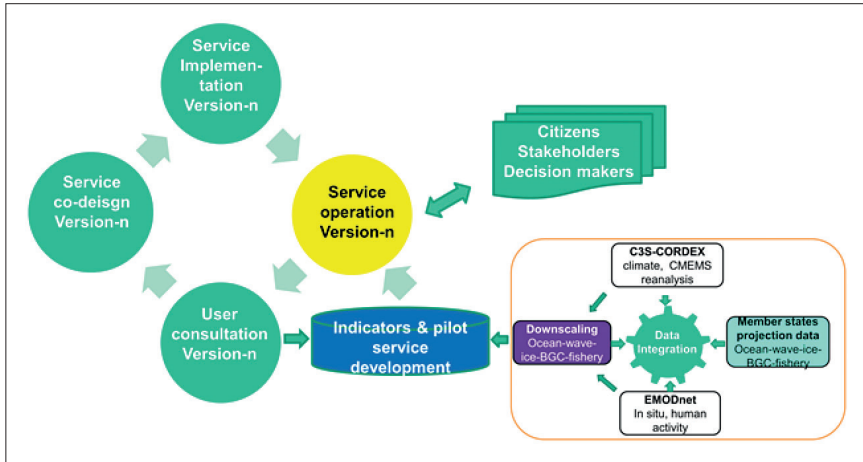 Service
Implemen-
tation
Version-n
Citizens
Stakeholders
Decision makers
Service
co-deisgn
Version-n
Service
operation
Version-n
C3S-CORDEX
climate, CMEMS
reanalysis
User
consultation
Version-n
Indicators & pilot
service
development
Downscaling
Ocean-wave-
ice-BGC-fishery
Data
Integration
Member states
projection data
Ocean-wave-ice-
BGC-fishery
EMODnet
In situ, human
activity